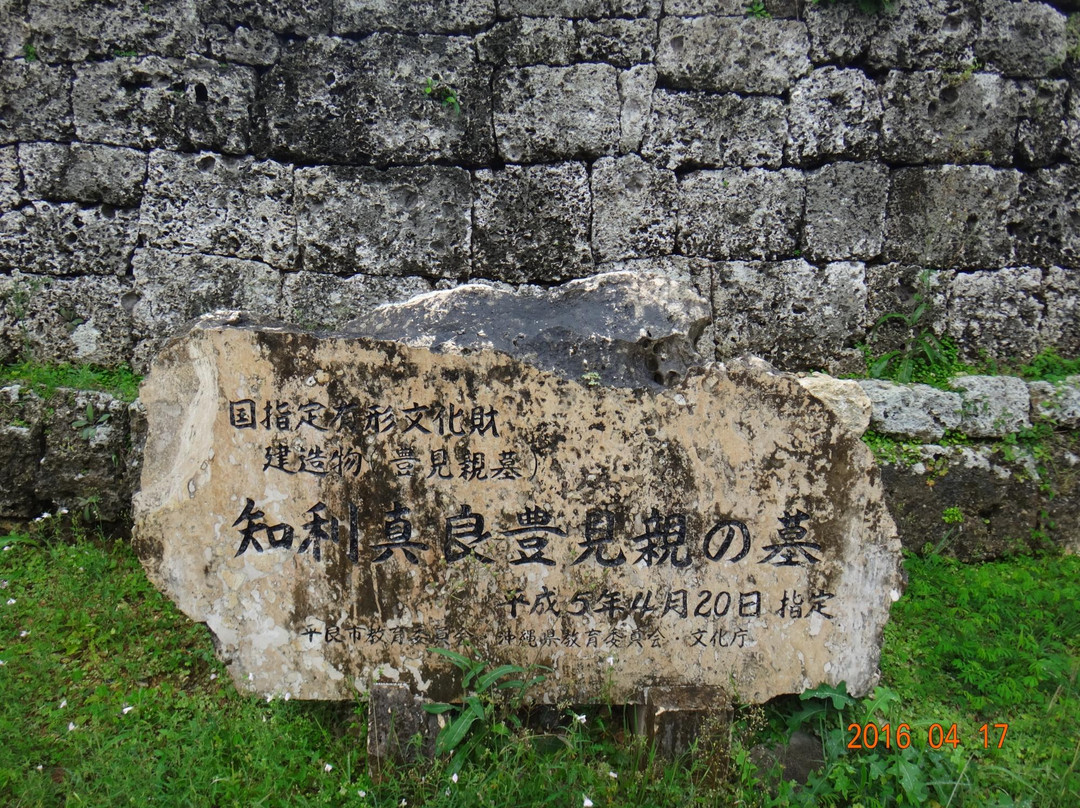 国指定有形文化財
建造物(豊見親墓)
知利真良豊見親の墓
平成5年4月20日 指定
平良市教育委員会・沖縄県教育委員会・文化庁
2016 04 17